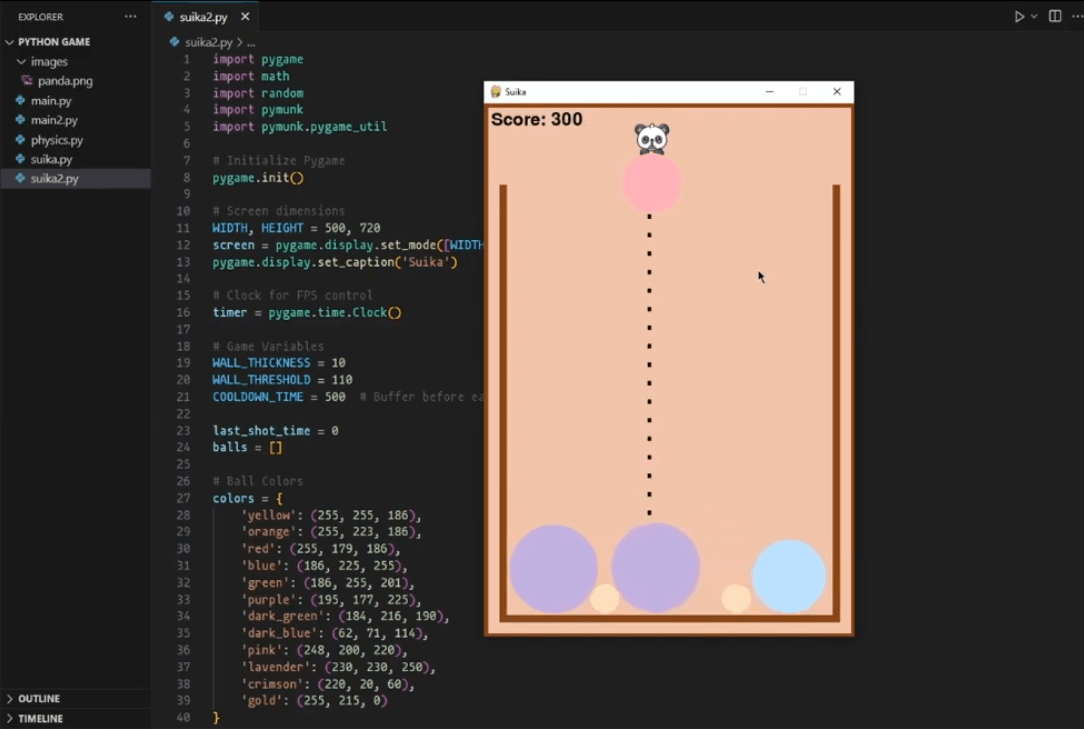 EXPLORER
PYTHON GAME
images
panda.png
main.py
main2.py
physics.py
suika.py
suika2.py
OUTLINE
TIMELINE
suika2.py
suika2.py > ...
1 import pygame
2 import math
3 import random
4 import pymunk
5 import pymunk.pygame_util
6
7 # Initialize Pygame
8 pygame.init()
9
10 # Screen dimensions
11 WIDTH, HEIGHT = 500, 720
12 screen = pygame.display.set_mode([WIDTH
13 pygame.display.set_caption('Suika')
14
15 # Clock for FPS control
16 timer = pygame.time.Clock()
17
18 # Game Variables
19 WALL_THICKNESS = 10
20 WALL_THRESHOLD = 110
21 COOLDOWN_TIME = 500 # Buffer before ea
22
23 last_shot_time = 0
24 balls = []
25
26 # Ball Colors
27 colors = {
28 'yellow': (255, 255, 186),
29 'orange': (255, 223, 186),
30 'red': (255, 179, 186),
31 'blue': (186, 225, 255),
32 'green': (186, 255, 201),
33 'purple': (195, 177, 225),
34 'dark_green': (184, 216, 190),
35 'dark_blue': (62, 71, 114),
36 'pink': (248, 200, 220),
37 'lavender': (230, 230, 250),
38 'crimson': (220, 20, 60),
39 'gold': (255, 215, 0)
40 }
Suika
Score: 300